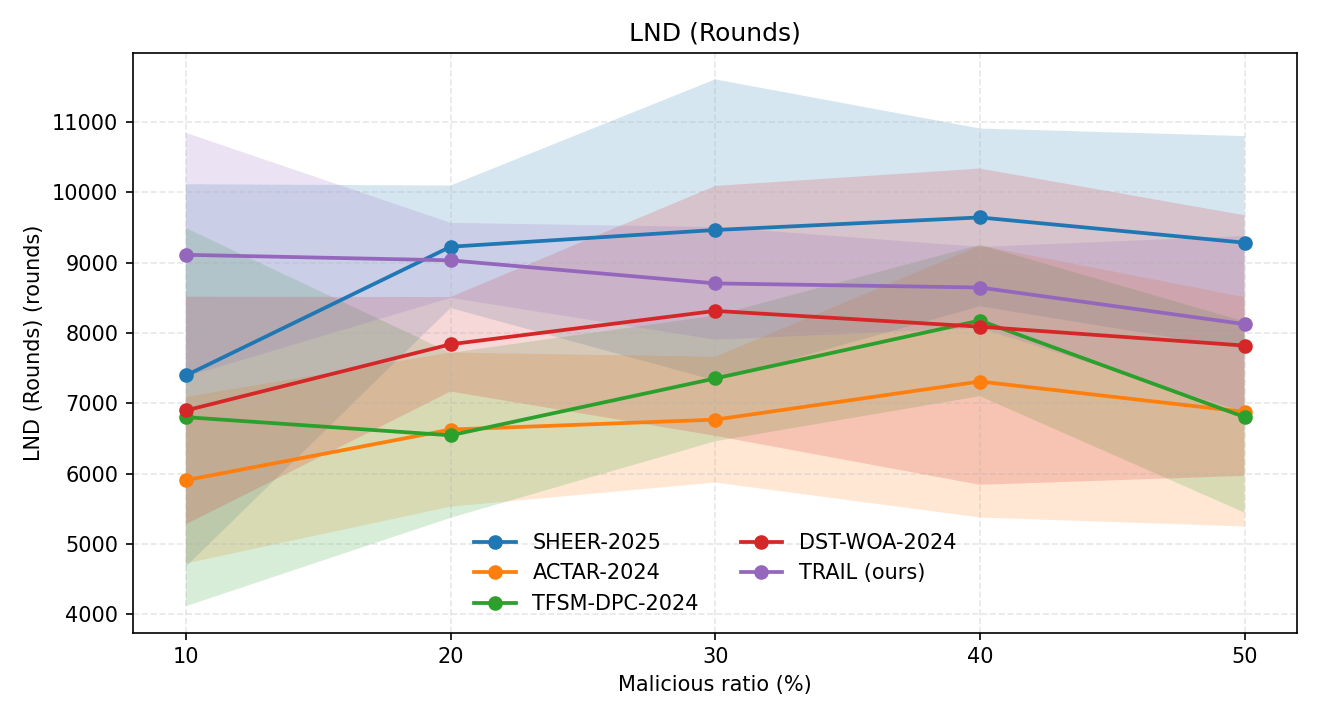 LND (Rounds)
LND (Rounds) (rounds)
11000
10000
9000
8000
7000
6000
5000
4000
SHEER-2025
ACTAR-2024
TFSM-DPC-2024
DST-WOA-2024
TRAIL (ours)
10 20 30 40 50
Malicious ratio (%)